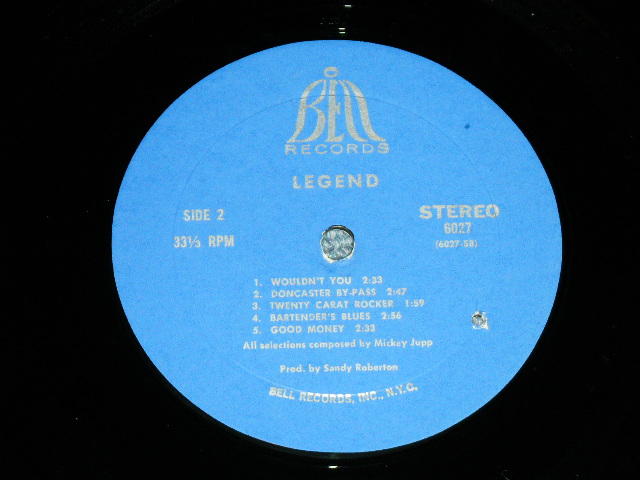 BELL
RECORDS
LEGEND
SIDE 2
33⅓ RPM
STEREO
6027
(6027-SB)
1. WOULDN'T YOU 2:33
2. DONCASTER BY-PASS 2:47
3. TWENTY CARAT ROCKER 1:59
4. BARTENDER'S BLUES 2:56
5. GOOD MONEY 2:33
All selections composed by Mickey Jupp
Prod. by Sandy Roberton
BELL RECORDS, INC., N.Y.C.